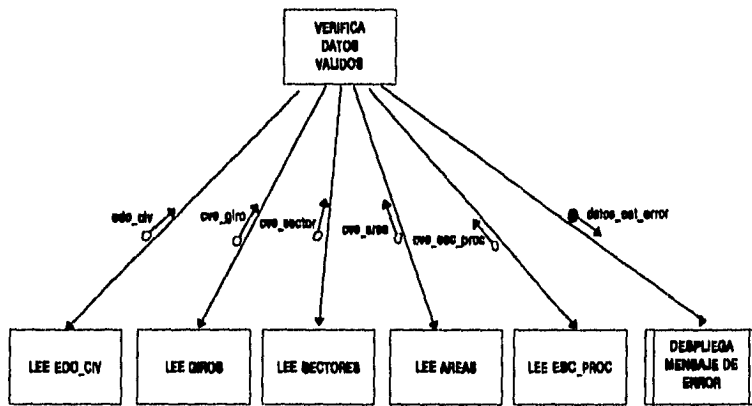 VERIFICA
DATOS
VALIDOS
edo_civ
cve_giro
cve_sector
cve_area
cve_esc_proc
datos_cat_error
LEE EDO_CIV
LEE GIROS
LEE SECTORES
LEE AREAS
LEE ESC_PROC
DESPLIEGA
MENSAJE DE
ERROR